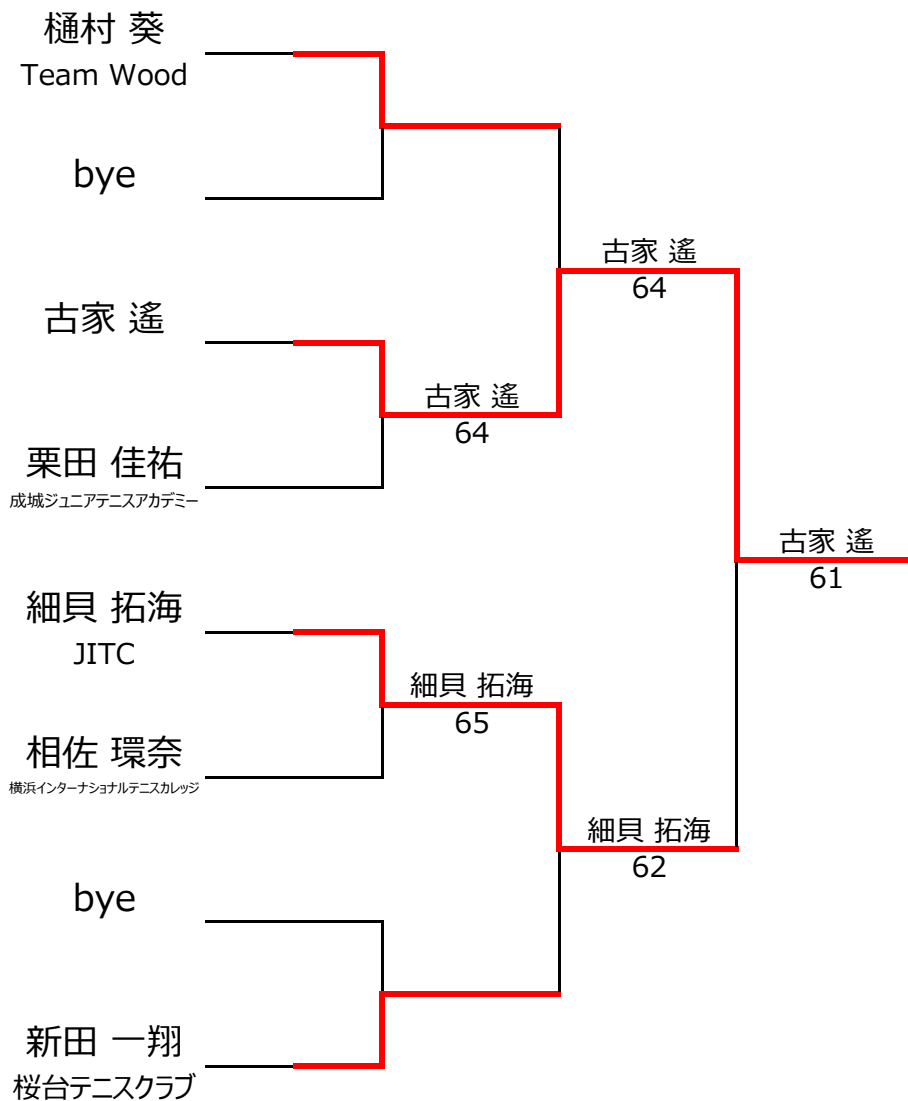 樋村 葵
Team Wood
bye
古家 遙
64
古家 遙
古家 遙
64
栗田 佳祐
成城ジュニアテニスアカデミー
古家 遙
61
細貝 拓海
JITC
細貝 拓海
65
相佐 環奈
横浜インターナショナルテニスカレッジ
細貝 拓海
62
bye
新田 一翔
桜台テニスクラブ